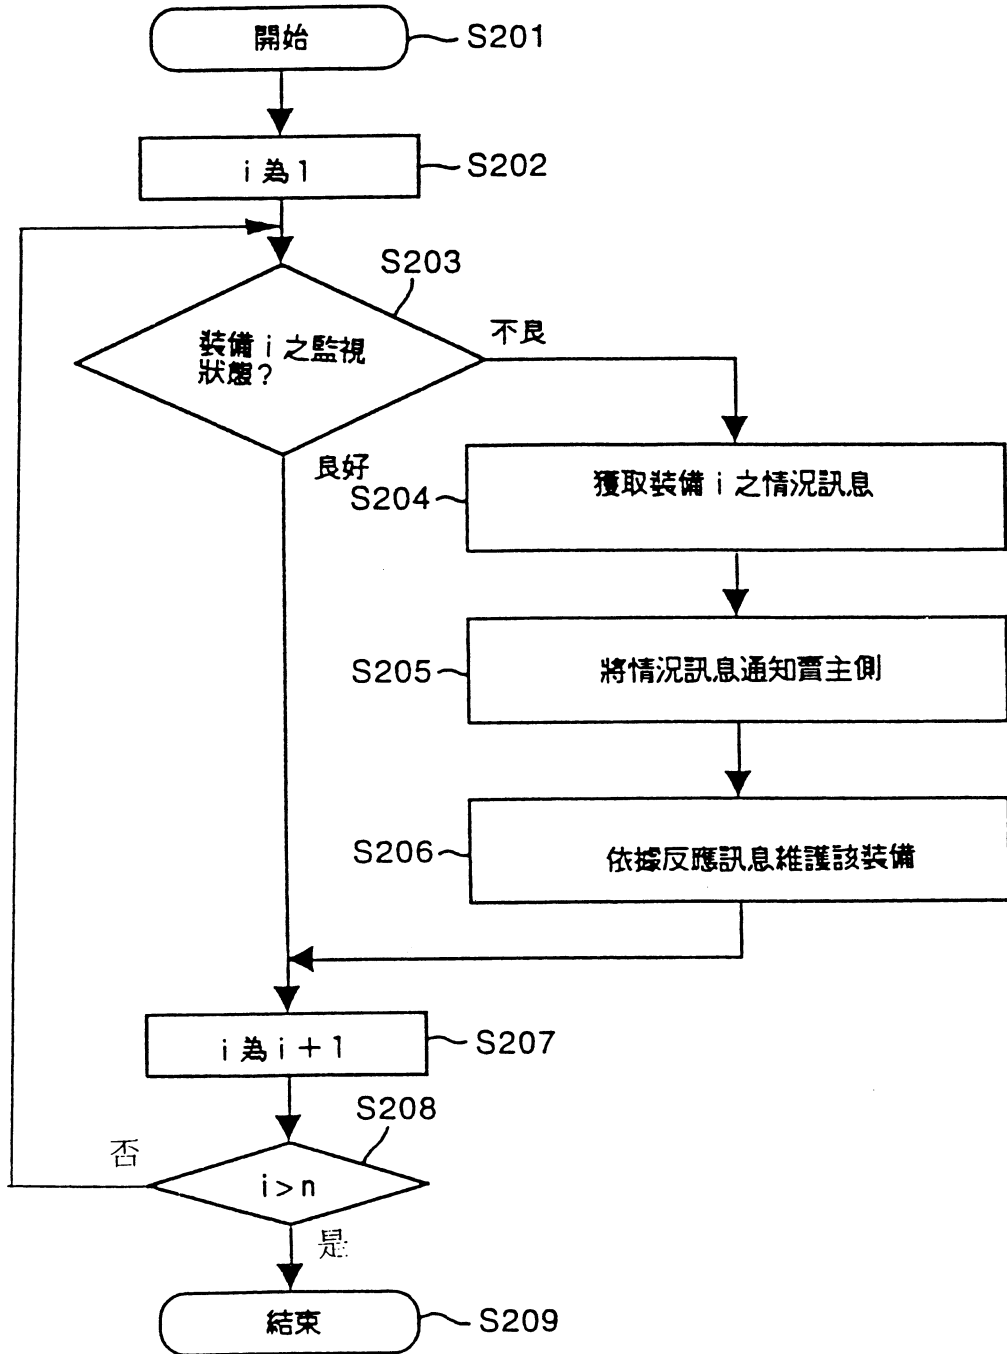 開始
S201
i 為 1
S202
S203
裝備 i 之監視
狀態?
不良
良好
S204
獲取裝備 i 之情況訊息
S205
將情況訊息通知賣主側
S206
依據反應訊息維護該裝備
i 為 i + 1
S207
S208
否
i > n
是
結束
S209